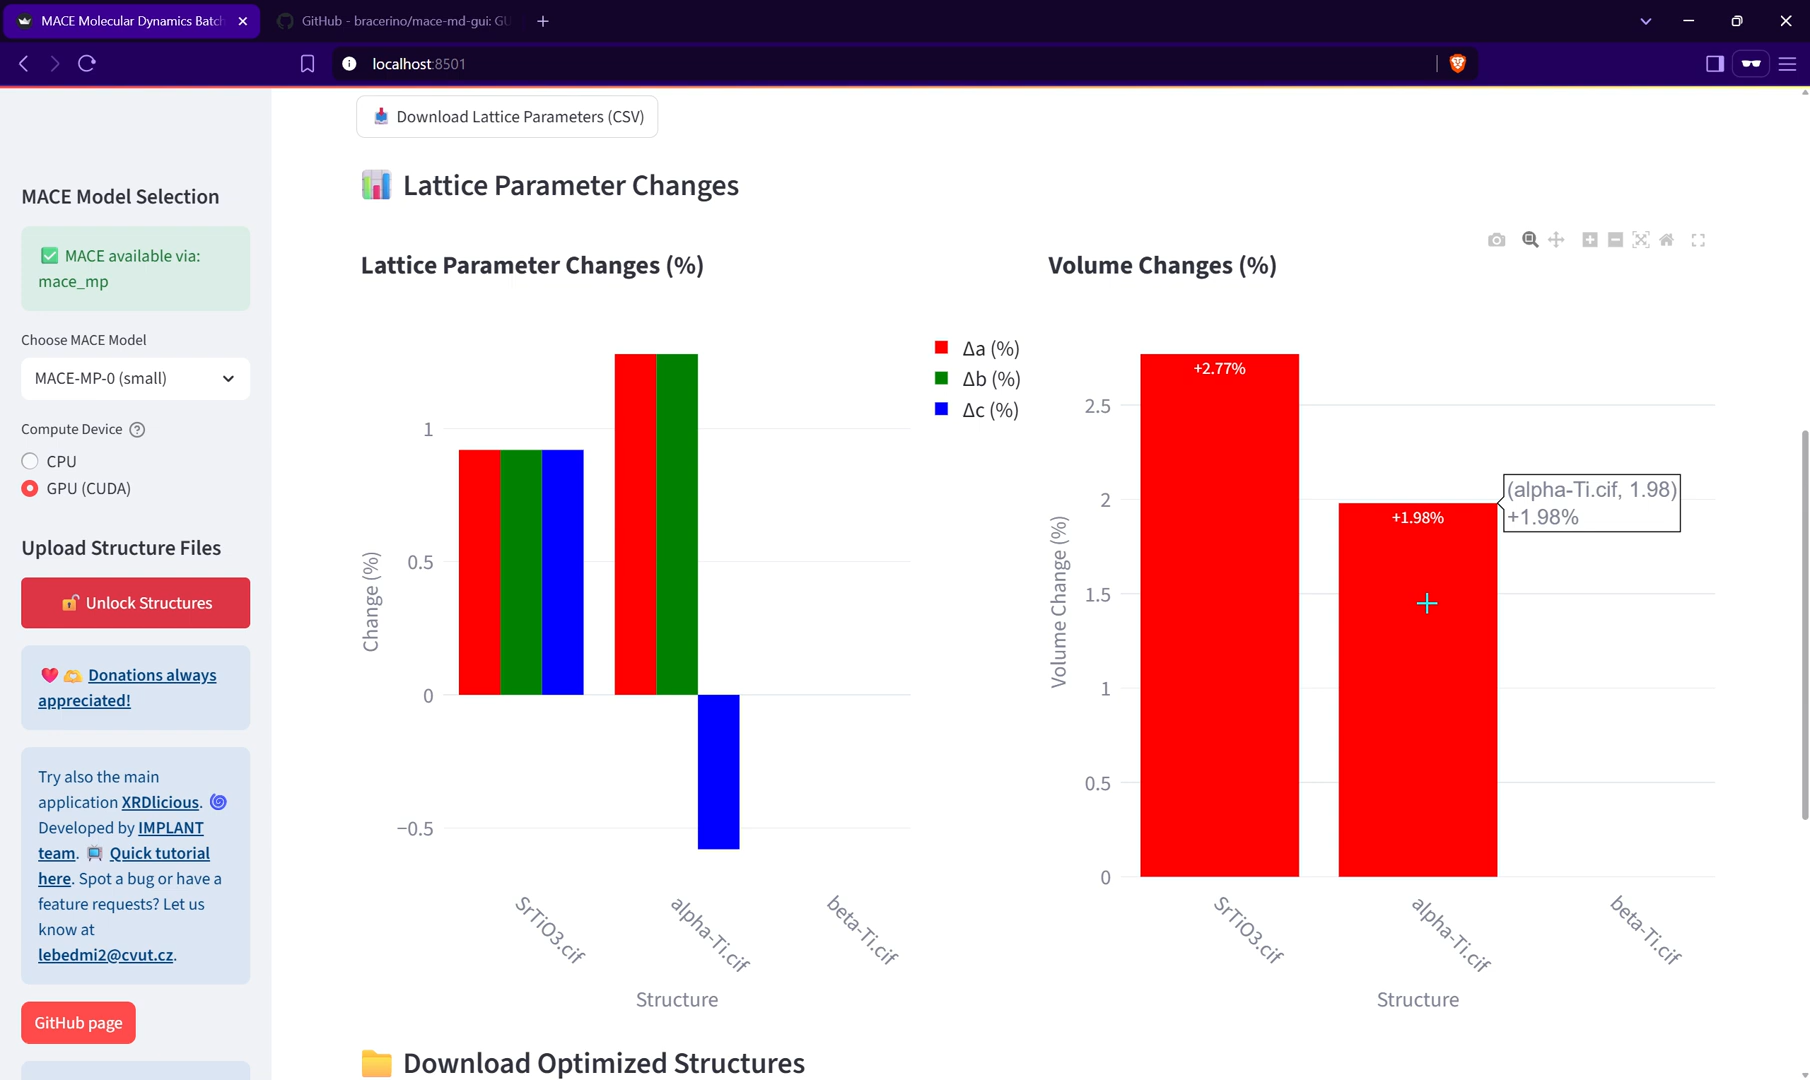 MACE Molecular Dynamics Batch
GitHub - bracerino/mace-md-gui: GU
localhost:8501
MACE Model Selection
MACE available via:
mace_mp
Choose MACE Model
MACE-MP-0 (small)
Compute Device
CPU
GPU (CUDA)
Upload Structure Files
Unlock Structures
Donations always
appreciated!
Try also the main
application XRDlicious.
Developed by IMPLANT
team. Quick tutorial
here. Spot a bug or have a
feature requests? Let us
know at
lebedmi2@cvut.cz.
GitHub page
Download Lattice Parameters (CSV)
Lattice Parameter Changes
Lattice Parameter Changes (%)
Δa (%)
Δb (%)
Δc (%)
1
0.5
0
−0.5
Change (%)
SrTiO3.cif
alpha-Ti.cif
beta-Ti.cif
Structure
Volume Changes (%)
+2.77%
+1.98%
(alpha-Ti.cif, 1.98)
+1.98%
2.5
2
1.5
1
0.5
0
Volume Change (%)
SrTiO3.cif
alpha-Ti.cif
beta-Ti.cif
Structure
Download Optimized Structures